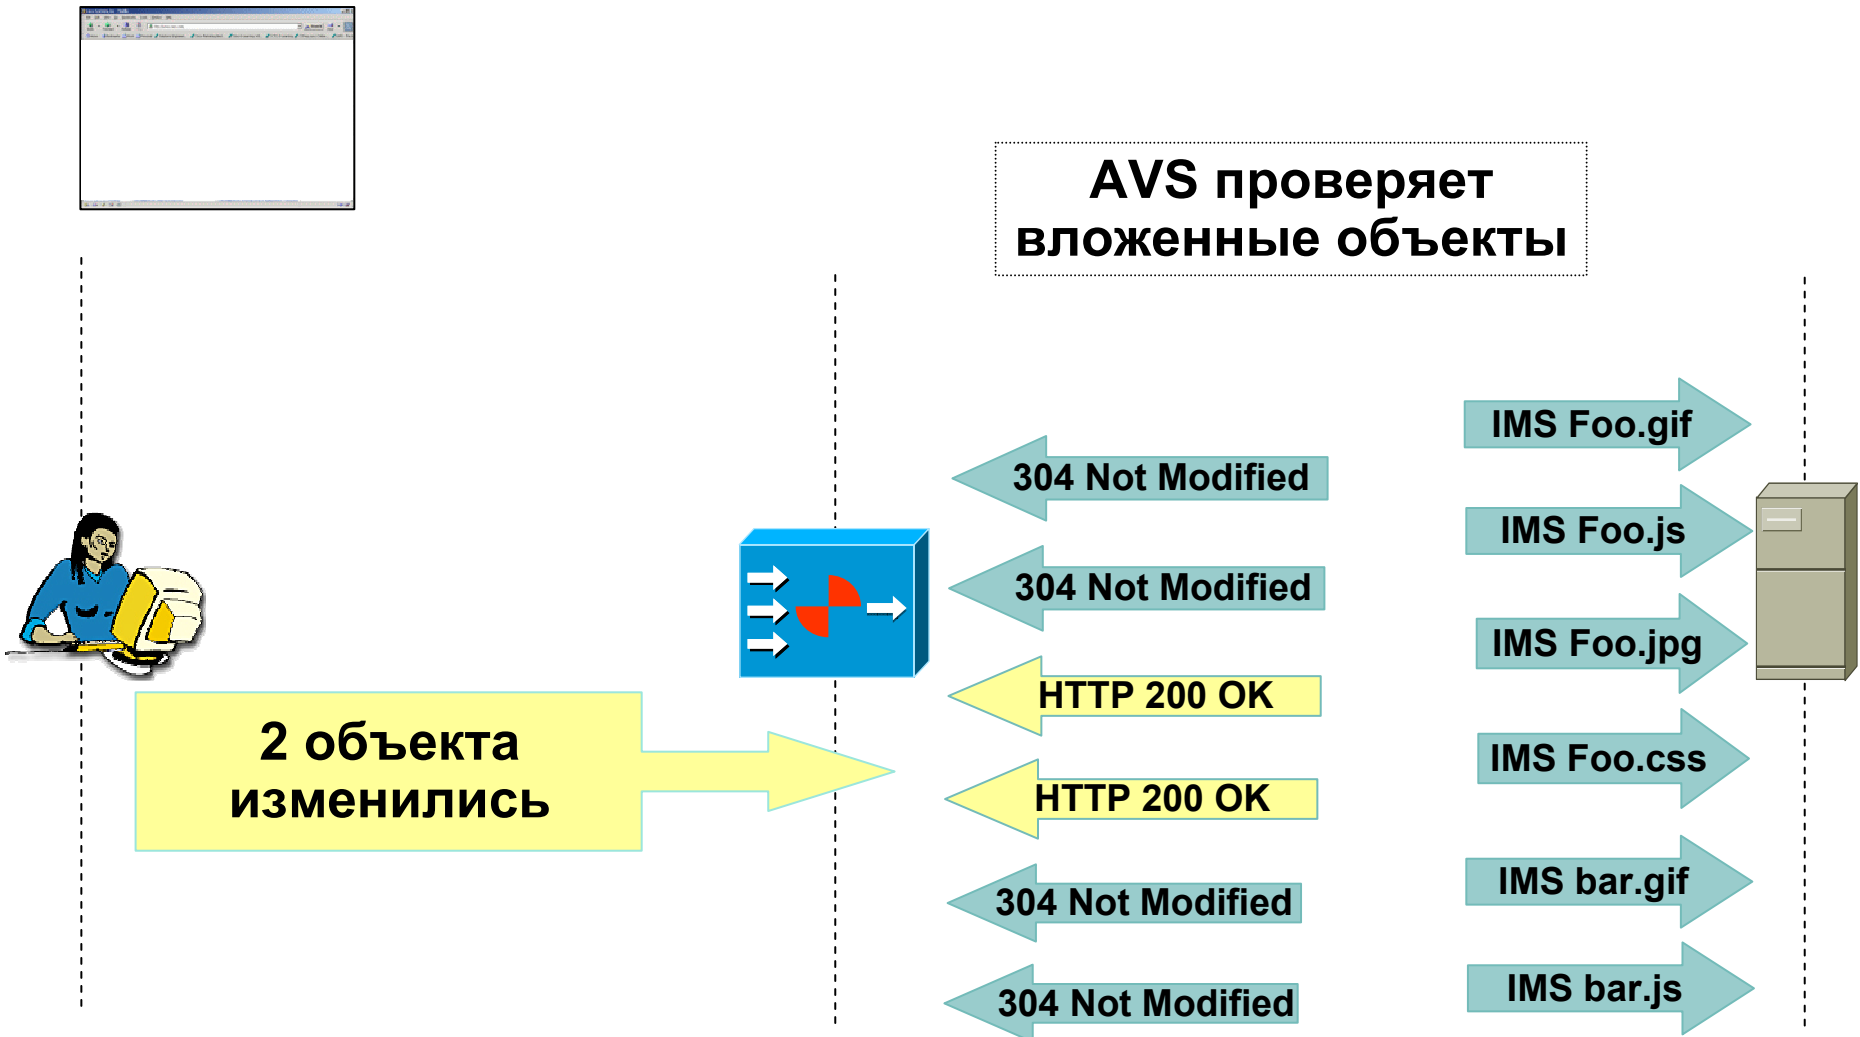 AVS проверяет
вложенные объекты
IMS Foo.gif
304 Not Modified
IMS Foo.js
304 Not Modified
IMS Foo.jpg
HTTP 200 OK
2 объекта
изменились
IMS Foo.css
HTTP 200 OK
IMS bar.gif
304 Not Modified
IMS bar.js
304 Not Modified